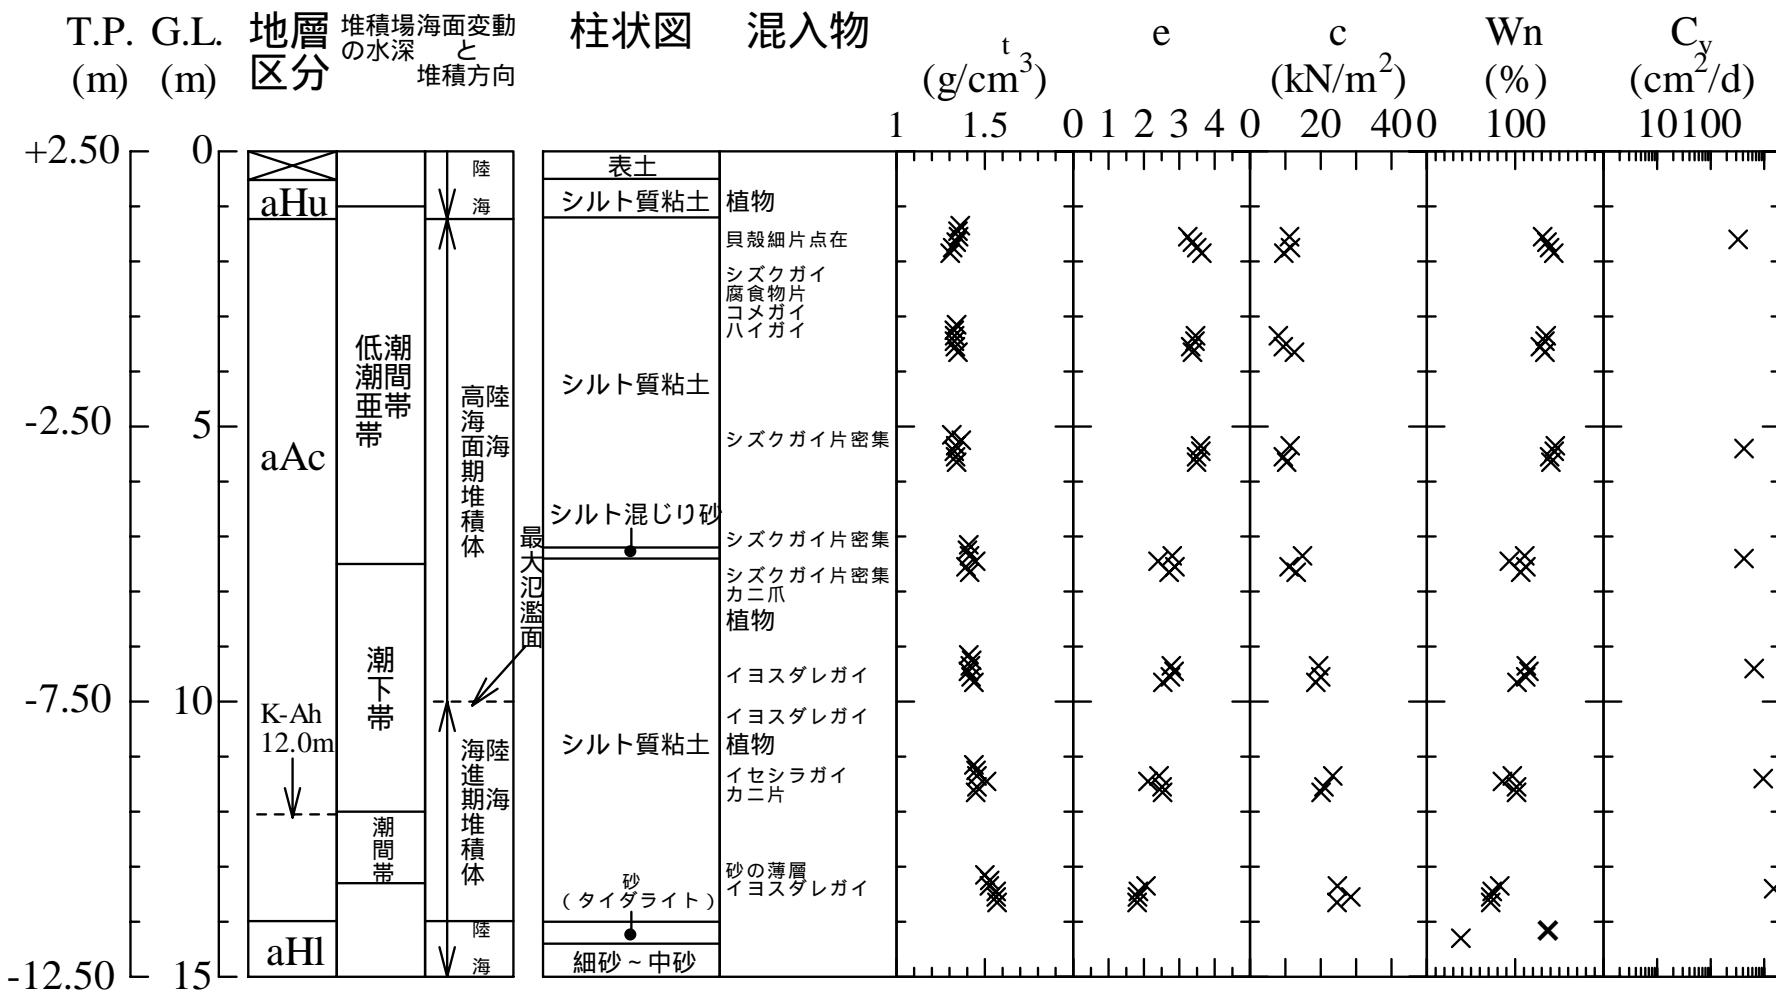 T.P. (m)
G.L. (m)
地層区分
堆積場の水深
海面変動と堆積方向
柱状図
混入物
t (g/cm3)
e
c (kN/m2)
Wn (%)
Cv (cm2/d)
1 1.5
0 1 2 3 4
0 20 40
0 100
10 100
+2.50
-2.50
-7.50
-12.50
0
5
10
15
aHu
aAc
K-Ah
12.0m
aHl
低潮亜帯
潮間帯
潮下帯
潮間帯
陸
海
高海面期堆積体
陸
海
最大氾濫面
海進期堆積体
陸
海
陸
海
表土
シルト質粘土
シルト質粘土
シルト混じり砂
シルト質粘土
砂
(タイダライト)
細砂~中砂
植物
貝殻細片点在
シズクガイ
腐食物片
コメガイ
ハイガイ
シズクガイ片密集
シズクガイ片密集
シズクガイ片密集
カニ爪
植物
イヨスダレガイ
イヨスダレガイ
植物
イセシラガイ
カニ片
砂の薄層
イヨスダレガイ